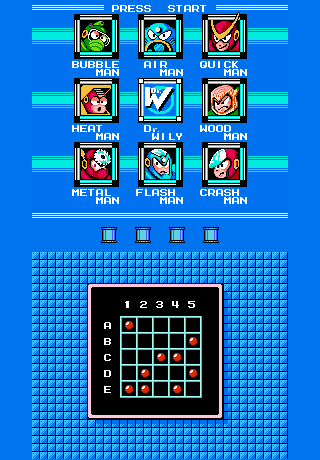 PRESS START
BUBBLE MAN
AIR MAN
QUICK MAN
HEAT MAN
Dr. WILY
WOOD MAN
METAL MAN
FLASH MAN
CRASH MAN
1 2 3 4 5
A
B
C
D
E